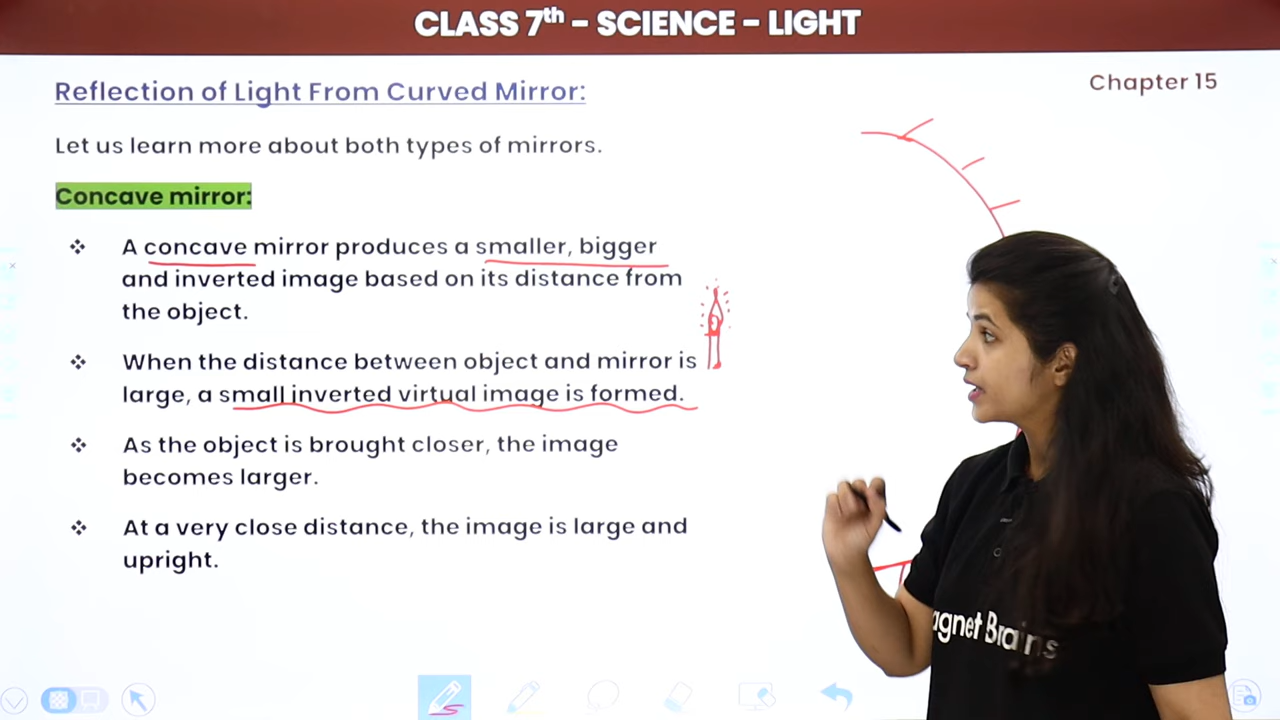 CLASS 7th - SCIENCE - LIGHT
Reflection of Light From Curved Mirror:
Chapter 15
Let us learn more about both types of mirrors.
Concave mirror:
❖ A concave mirror produces a smaller, bigger
and inverted image based on its distance from
the object.
❖ When the distance between object and mirror is
large, a small inverted virtual image is formed.
❖ As the object is brought closer, the image
becomes larger.
❖ At a very close distance, the image is large and
upright.
agnet Brains